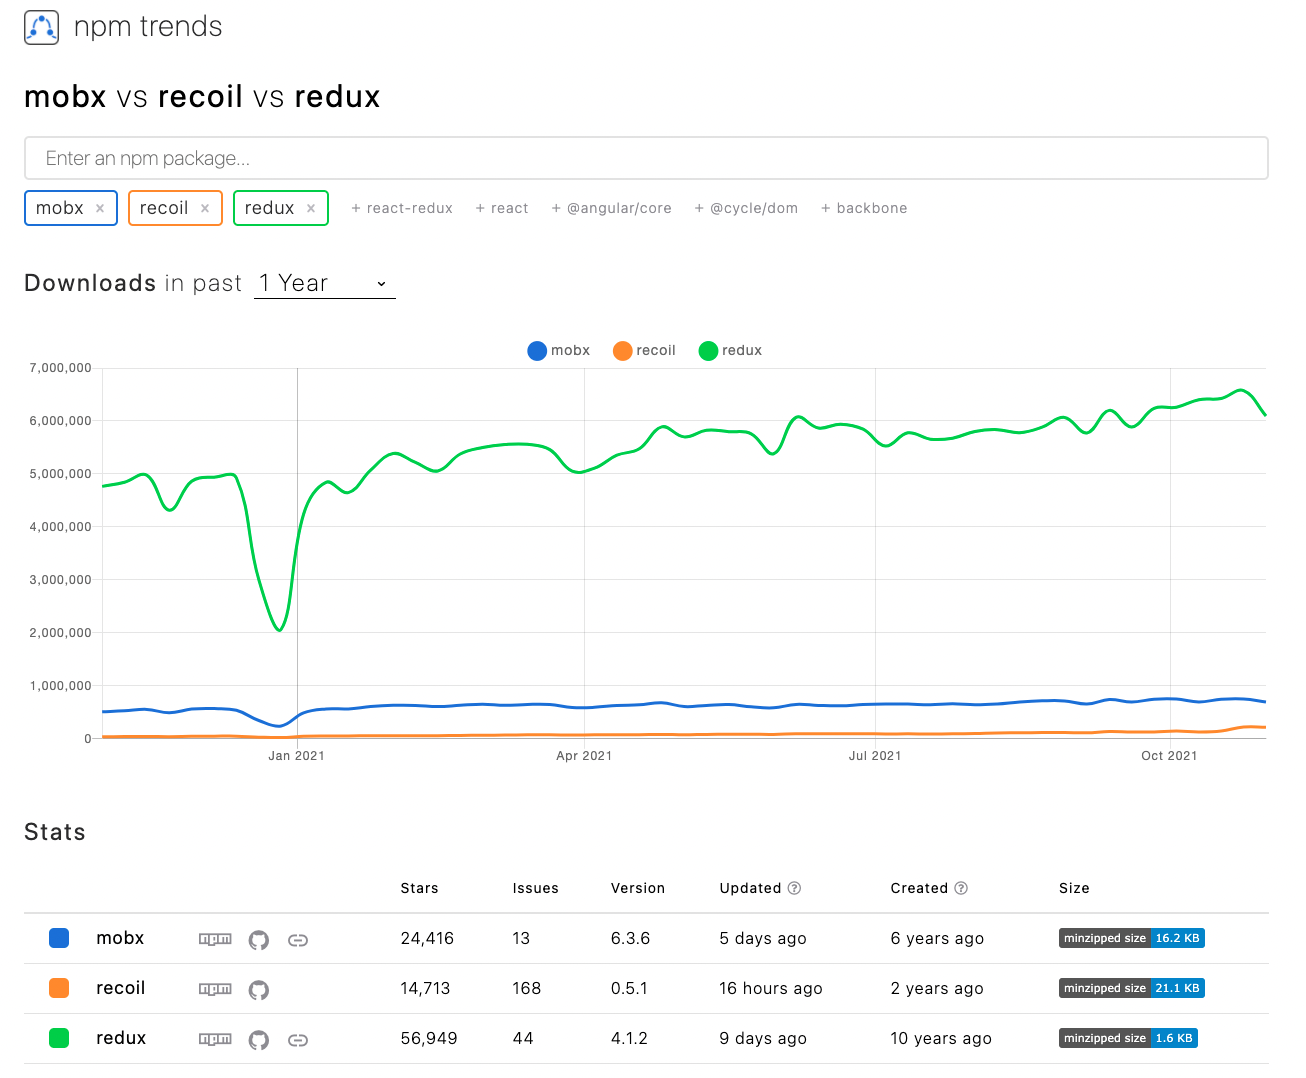 npm trends
mobx vs recoil vs redux
Enter an npm package...
mobx × recoil × redux × + react-redux + react + @angular/core + @cycle/dom + backbone
Downloads in past 1 Year
mobx recoil redux
7,000,000
6,000,000
5,000,000
4,000,000
3,000,000
2,000,000
1,000,000
0
Jan 2021 Apr 2021 Jul 2021 Oct 2021
Stats
Stars Issues Version Updated ? Created ? Size
mobx npm 24,416 13 6.3.6 5 days ago 6 years ago minzipped size 16.2 KB
recoil npm 14,713 168 0.5.1 16 hours ago 2 years ago minzipped size 21.1 KB
redux npm 56,949 44 4.1.2 9 days ago 10 years ago minzipped size 1.6 KB